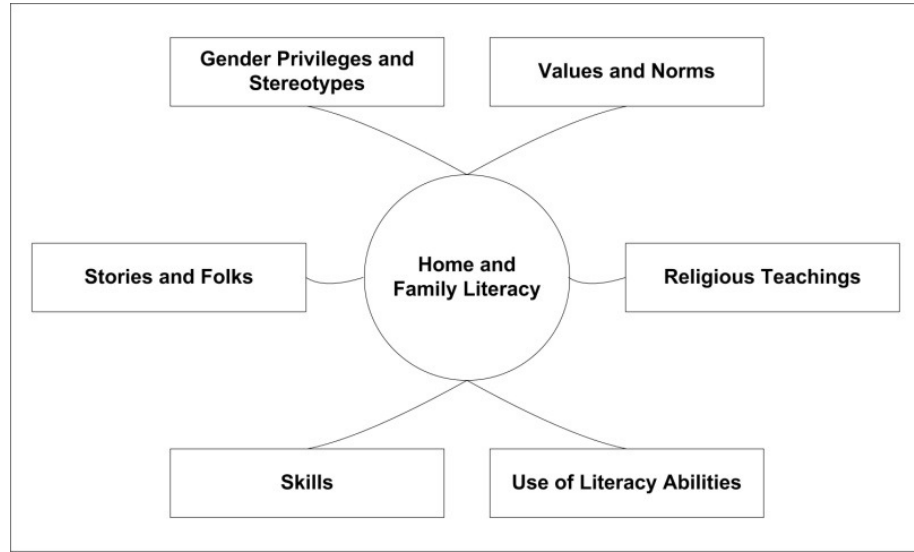 Gender Privileges and
Stereotypes
Values and Norms
Stories and Folks
Home and
Family Literacy
Religious Teachings
Skills
Use of Literacy Abilities